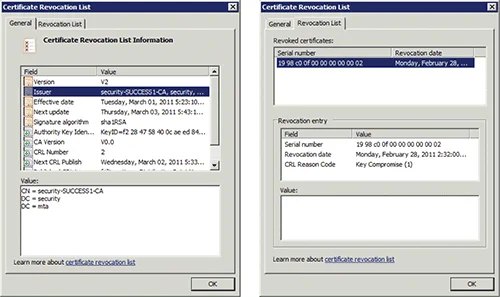 Certificate Revocation List
General
Revocation List
Certificate Revocation List Information
Field
Value
Version
V2
Issuer
security-SUCCESS1-CA, security, ...
Effective date
Tuesday, March 01, 2011 5:23:10...
Next update
Thursday, March 03, 2011 5:43:1...
Signature algorithm
sha1RSA
Authority Key Iden...
KeyID=f2 28 47 58 40 0c ae ed 84...
CA Version
V0.0
CRL Number
2
Next CRL Publish
Wednesday, March 02, 2011 5:33...
Value:
CN = security-SUCCESS1-CA
DC = security
DC = mta
Learn more about certificate revocation list
OK
Certificate Revocation List
General
Revocation List
Revoked certificates:
Serial number
Revocation date
19 98 c0 0f 00 00 00 00 00 02
Monday, February 28, ...
Revocation entry
Field
Value
Serial number
19 98 c0 0f 00 00 00 00 00 02
Revocation date
Monday, February 28, 2011 2:32:00...
CRL Reason Code
Key Compromise (1)
Value:
Learn more about certificate revocation list
OK